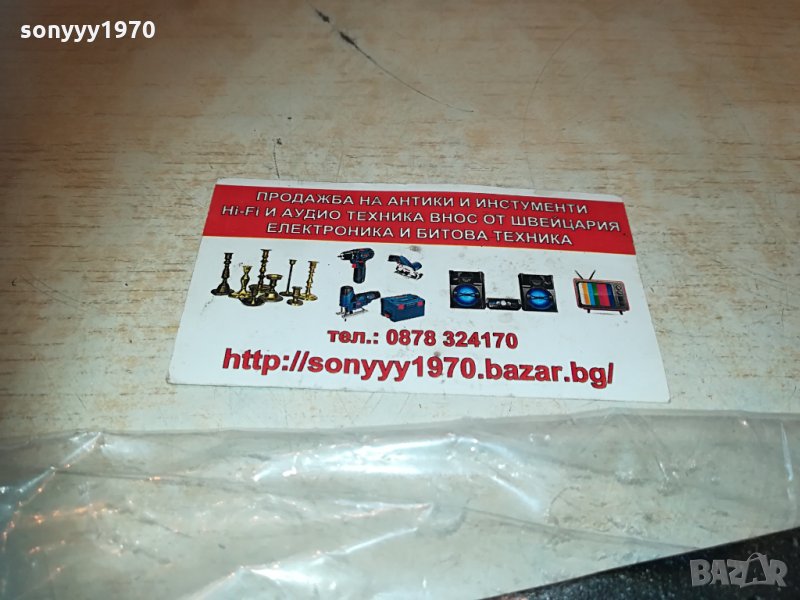 sonyyy1970
ПРОДАЖБА НА АНТИКИ И ИНСТУМЕНТИ
Hi-Fi И АУДИО ТЕХНИКА ВНОС ОТ ШВЕЙЦАРИЯ,
ЕЛЕКТРОНИКА И БИТОВА ТЕХНИКА
тел.: 0878 324170
http://sonyyy1970.bazar.bg/
BAZAR